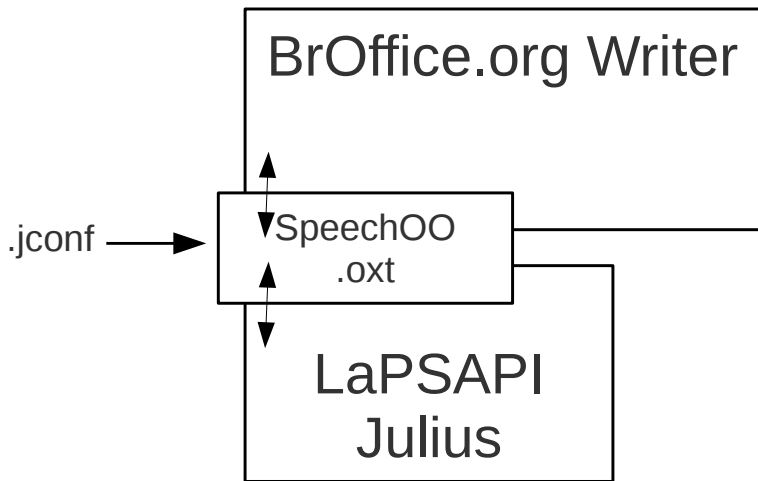 BrOffice.org Writer
.jconf
SpeechOO
.oxt
LaPSAPI
Julius